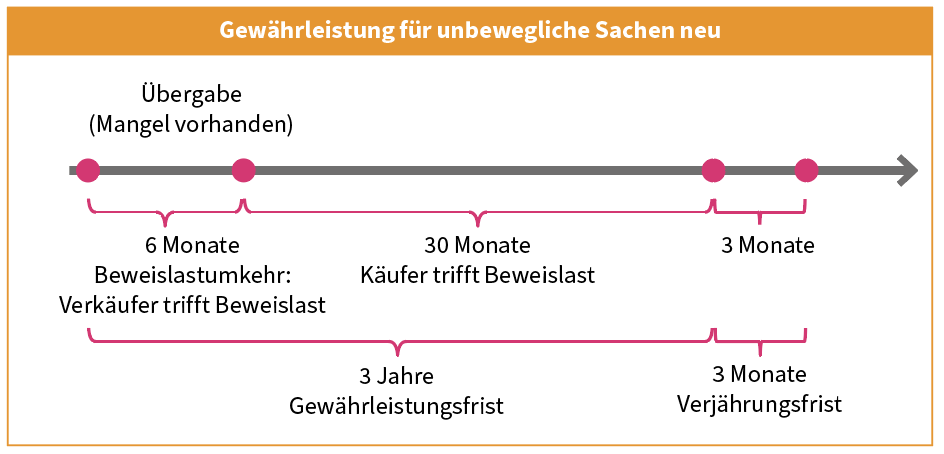 Gewährleistung für unbewegliche Sachen neu
Übergabe
(Mangel vorhanden)
6 Monate
Beweislastumkehr:
Verkäufer trifft Beweislast
30 Monate
Käufer trifft Beweislast
3 Monate
3 Jahre
Gewährleistungsfrist
3 Monate
Verjährungsfrist